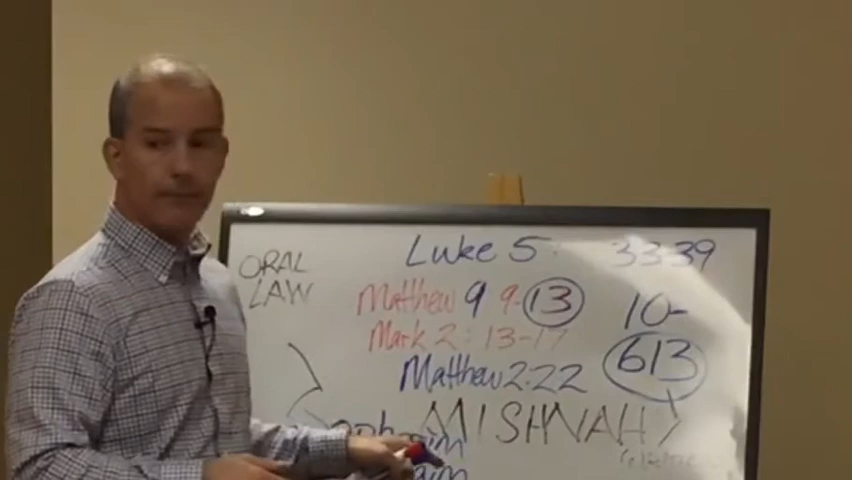 ORAL
LAW
Luke 5: 33-39
Matthew 9 9-13
10-
Mark 2: 13-17
613
Matthew 2:22
MISHNAH